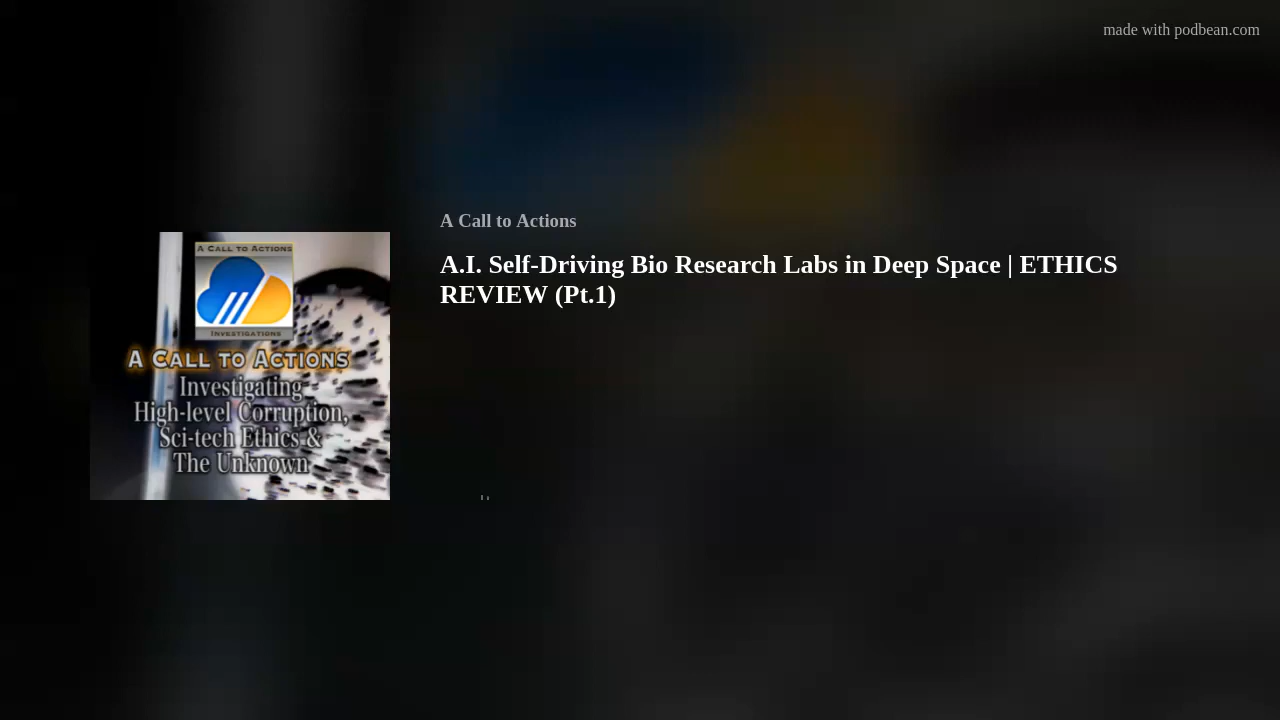 made with podbean.com
A Call to Actions
A.I. Self-Driving Bio Research Labs in Deep Space | ETHICS
REVIEW (Pt.1)
A CALL TO ACTIONS
INVESTIGATIONS
A CALL TO ACTIONS
Investigating
High-level Corruption,
Sci-tech Ethics &
The Unknown